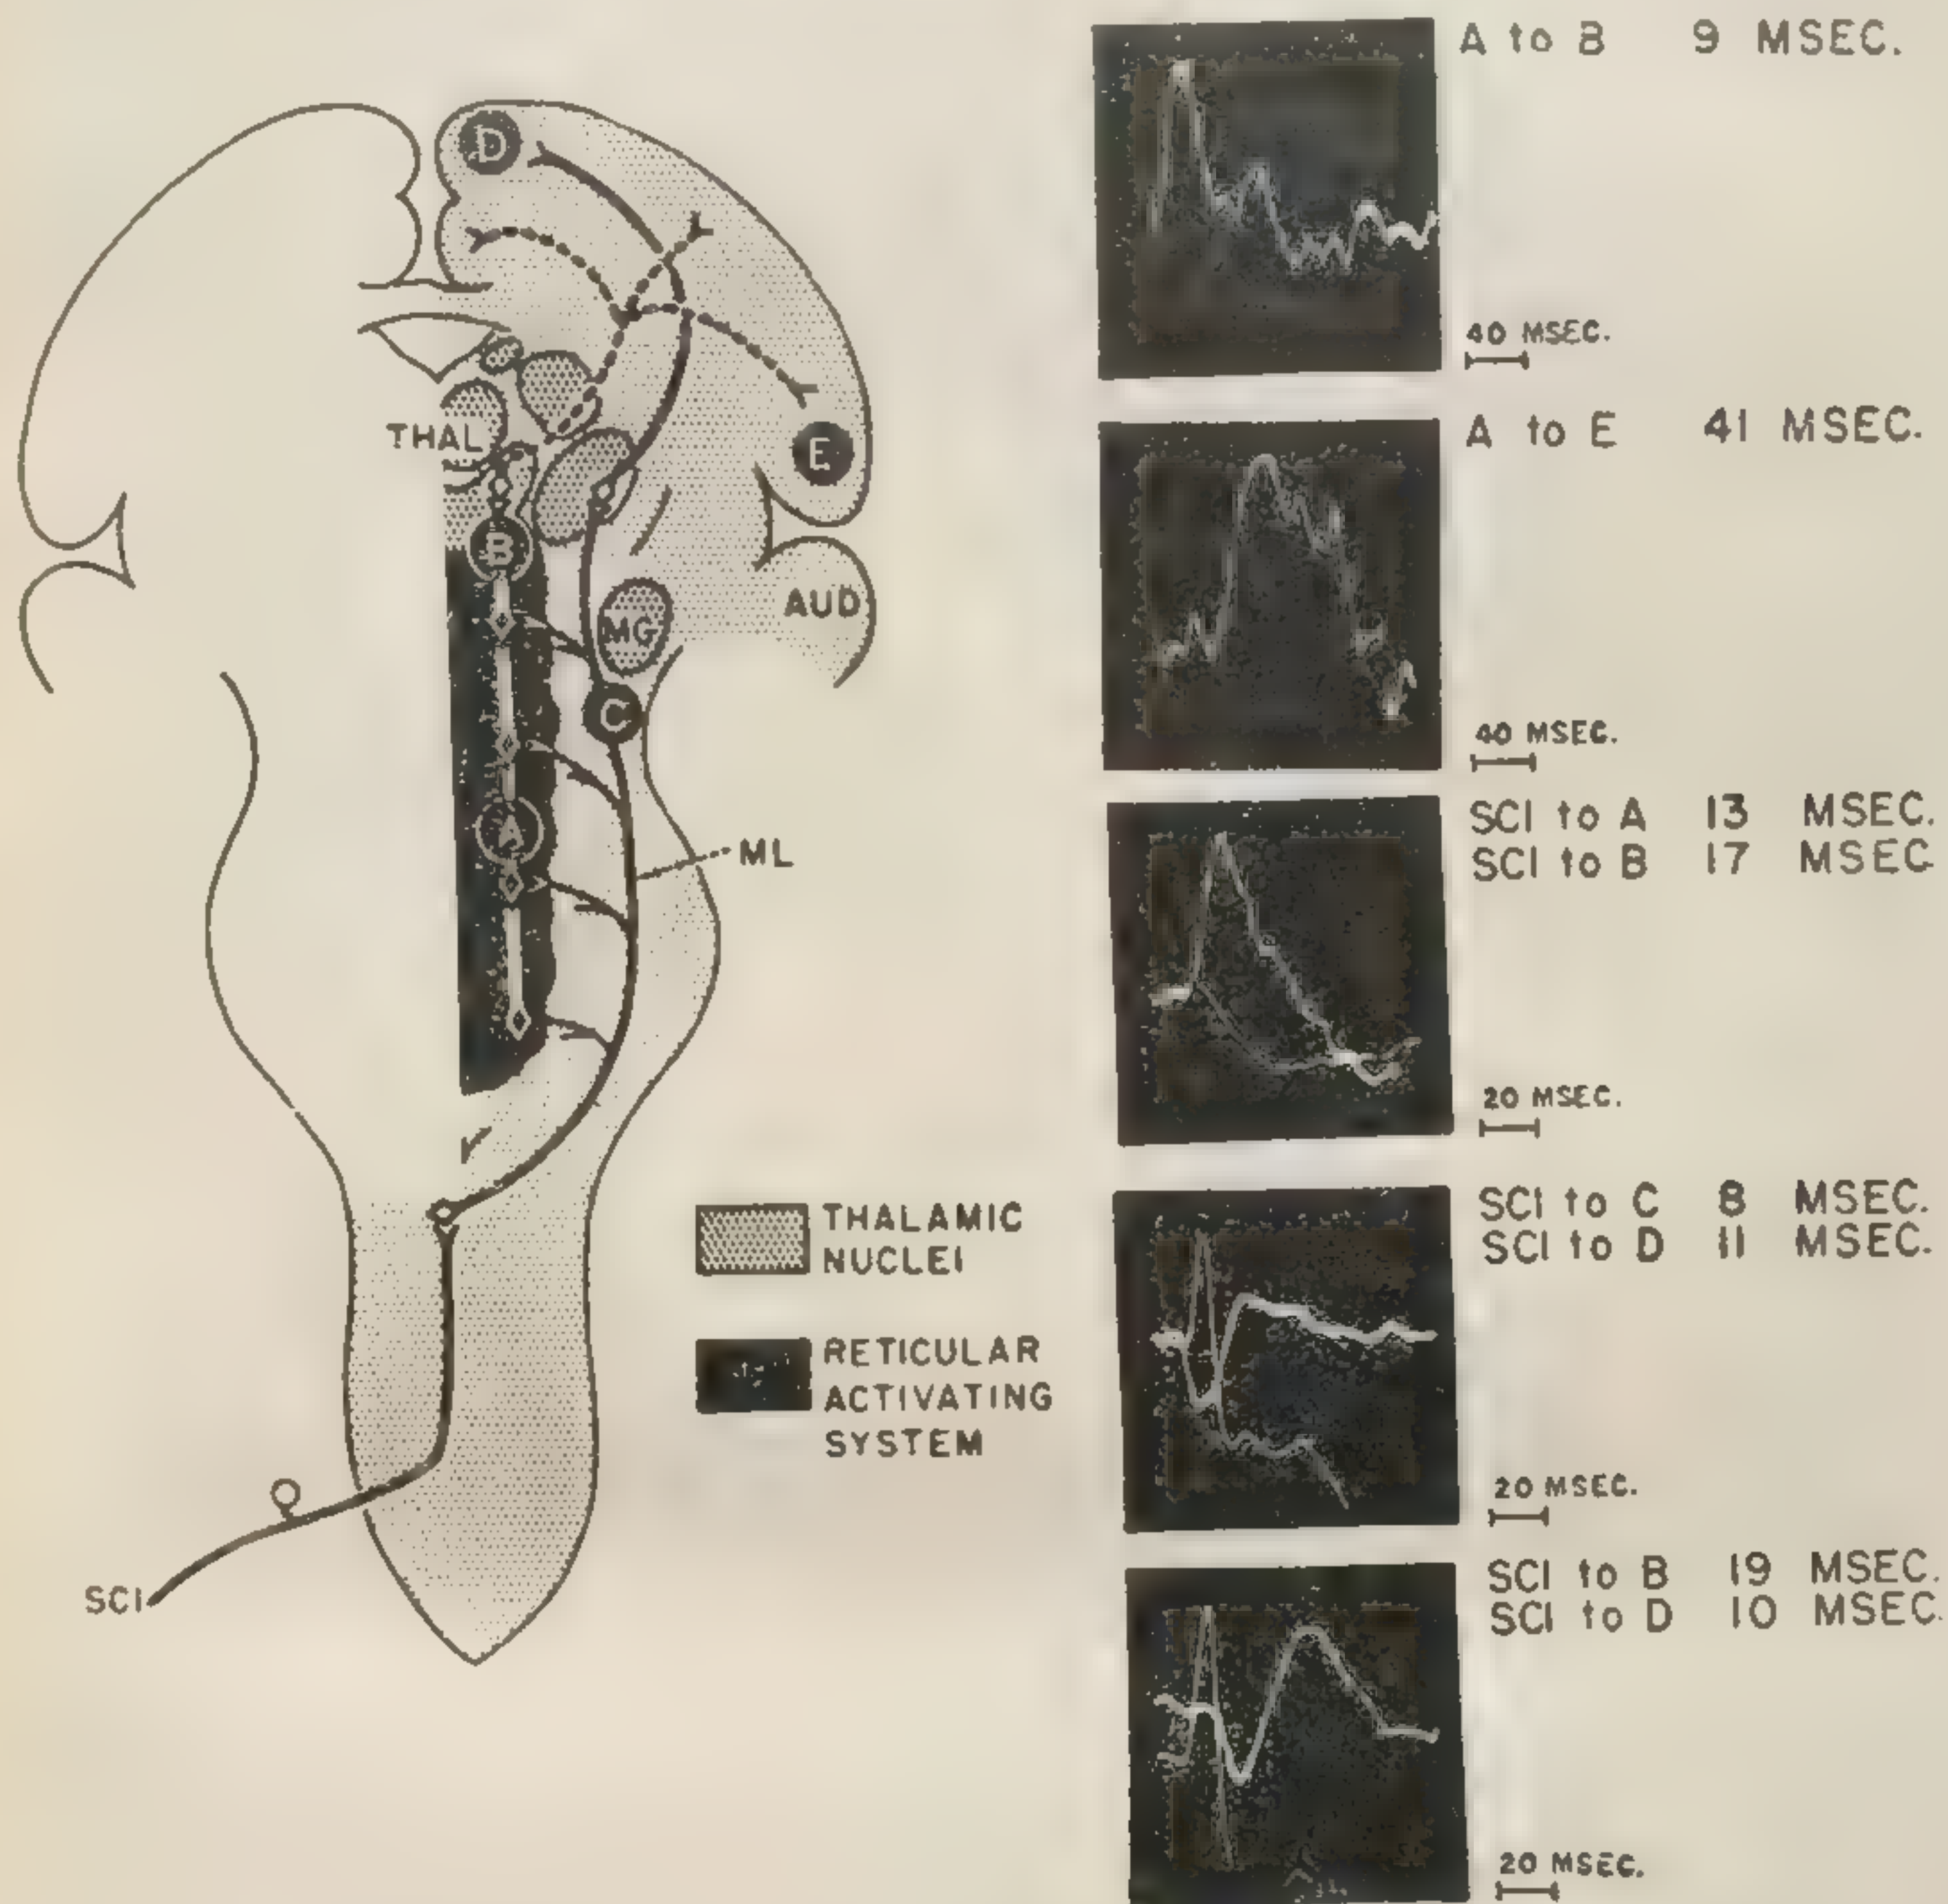 D
THAL
E
B
AUD
MG
C
A
ML
THALAMIC
NUCLEI
RETICULAR
ACTIVATING
SYSTEM
SCI
A to B 9 MSEC.
40 MSEC.
A to E 41 MSEC.
40 MSEC.
SCI to A 13 MSEC.
SCI to B 17 MSEC
20 MSEC.
SCI to C 8 MSEC.
SCI to D 11 MSEC.
20 MSEC.
SCI to B 19 MSEC.
SCI to D 10 MSEC.
20 MSEC.